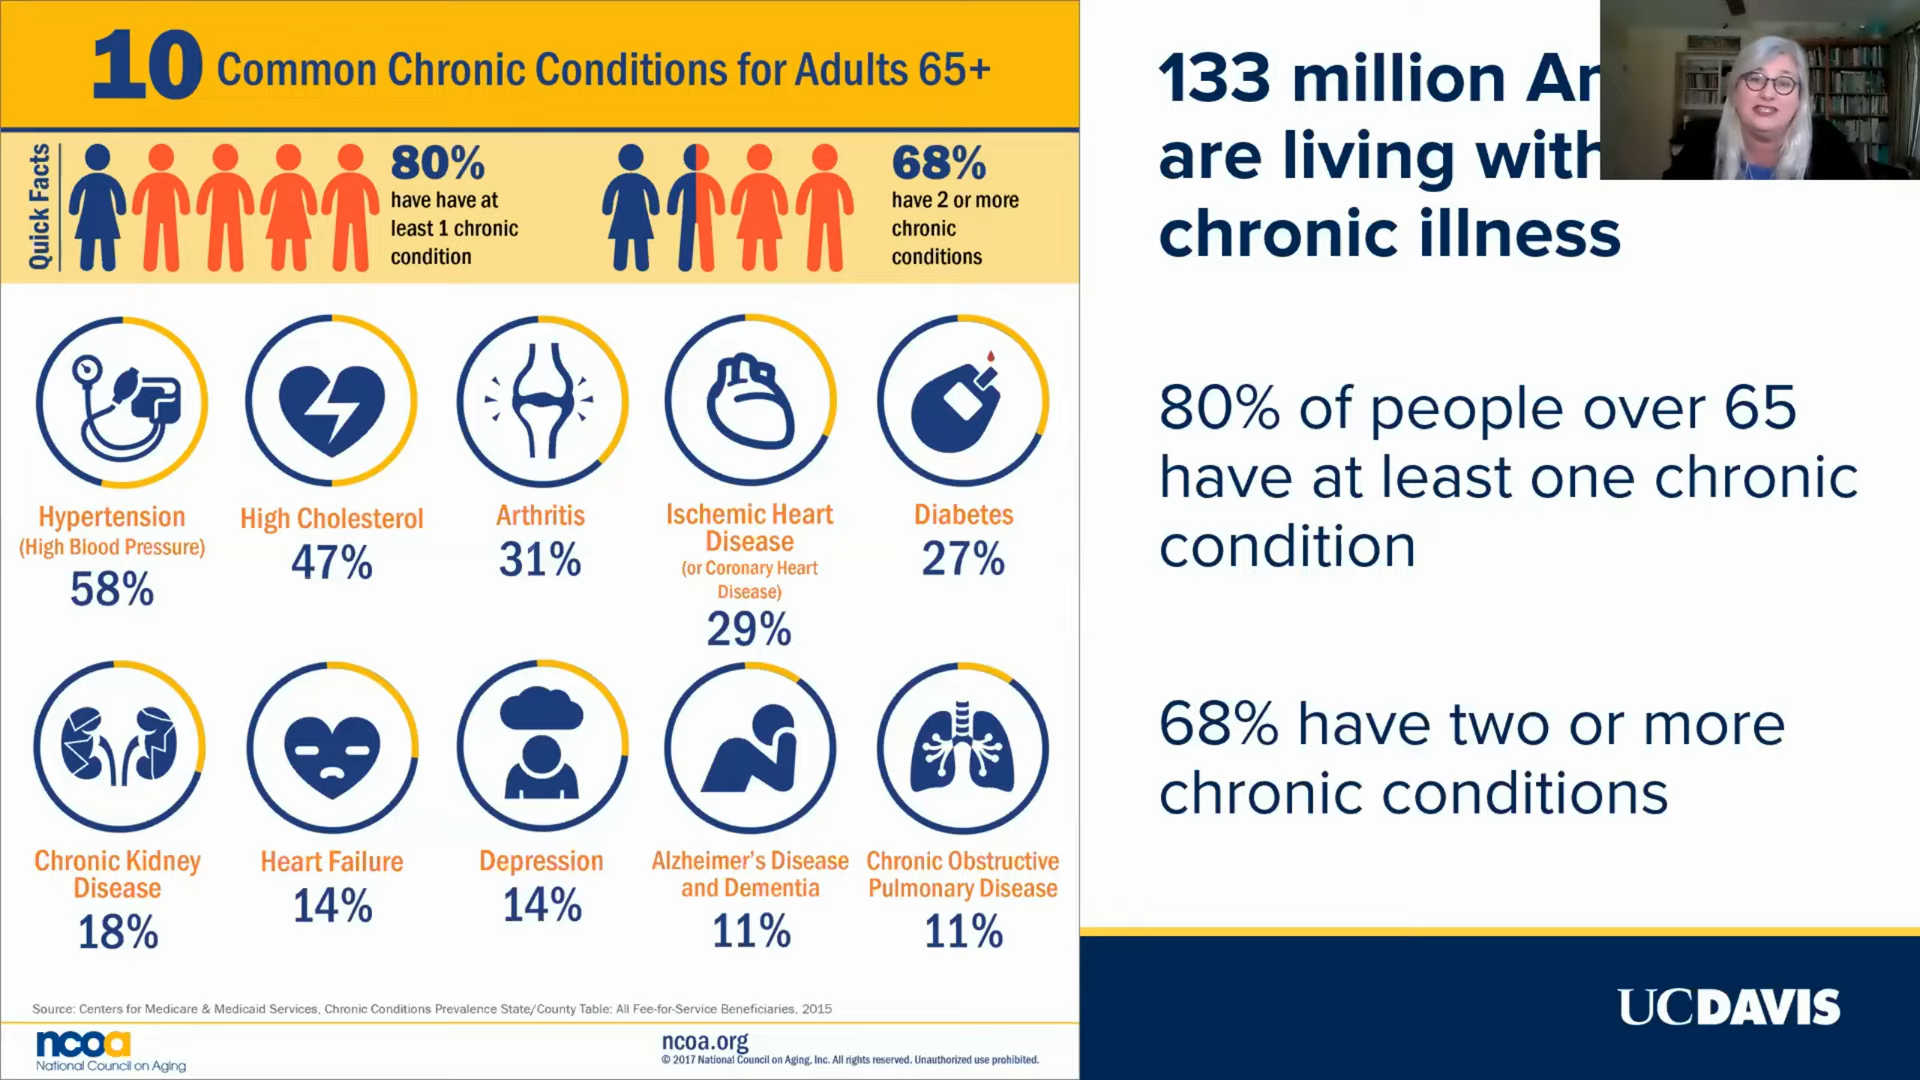 10 Common Chronic Conditions for Adults 65+
Quick Facts
80%
have have at
least 1 chronic
condition
68%
have 2 or more
chronic
conditions
Hypertension
(High Blood Pressure)
58%
High Cholesterol
47%
Arthritis
31%
Ischemic Heart
Disease
(or Coronary Heart
Disease)
29%
Diabetes
27%
Chronic Kidney
Disease
18%
Heart Failure
14%
Depression
14%
Alzheimer's Disease
and Dementia
11%
Chronic Obstructive
Pulmonary Disease
11%
Source: Centers for Medicare & Medicaid Services, Chronic Conditions Prevalence State/County Table: All Fee-for-Service Beneficiaries, 2015
ncoa
National Council on Aging
ncoa.org
© 2017 National Council on Aging, Inc. All rights reserved. Unauthorized use prohibited.
133 million
are living with
chronic illness
80% of people over 65
have at least one chronic
condition
68% have two or more
chronic conditions
UCDAVIS